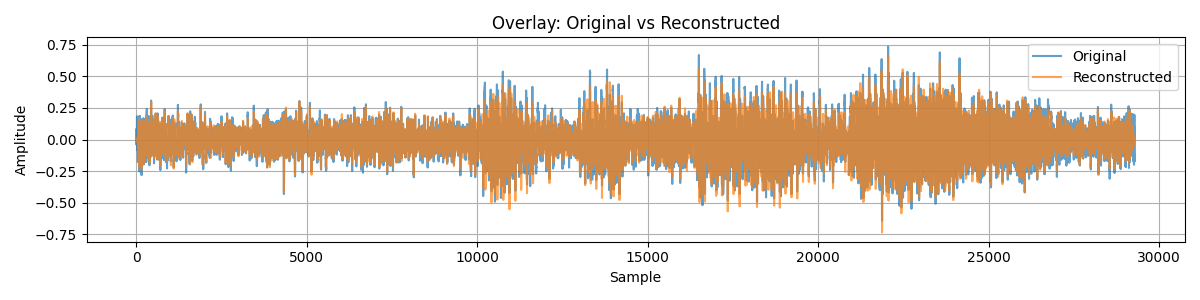 Overlay: Original vs Reconstructed
Original
Reconstructed
Amplitude
0.75
0.50
0.25
0.00
−0.25
−0.50
−0.75
0 5000 10000 15000 20000 25000 30000
Sample